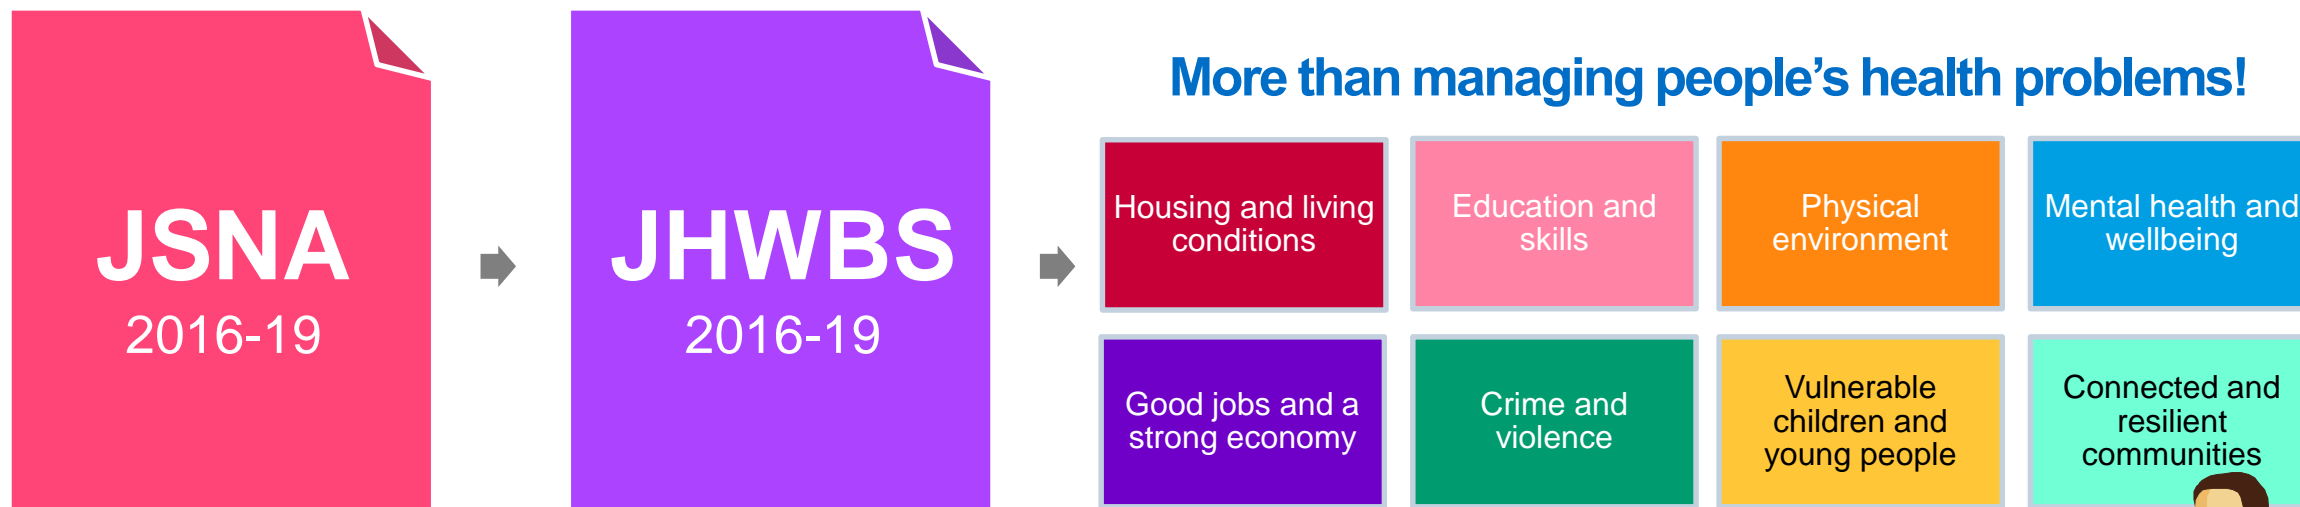 JSNA
2016-19
JHWBS
2016-19
More than managing people’s health problems!
Housing and living
conditions
Education and
skills
Physical
environment
Mental health and
wellbeing
Good jobs and a
strong economy
Crime and
violence
Vulnerable
children and
young people
Connected and
resilient
communities